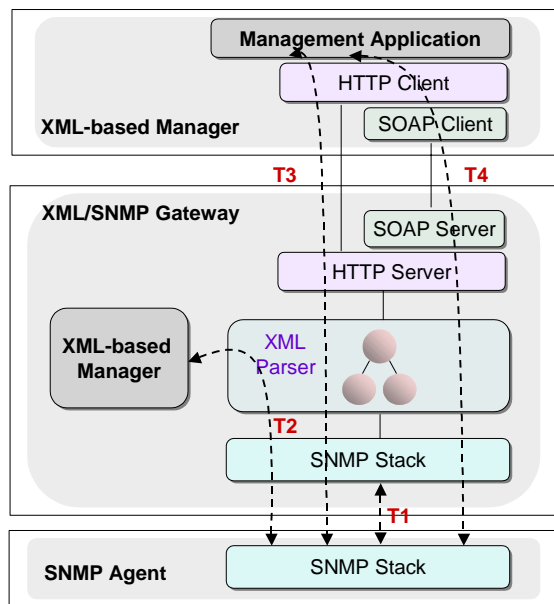 Management Application
HTTP Client
SOAP Client
XML-based Manager
T3
T4
XML/SNMP Gateway
SOAP Server
HTTP Server
XML-based
Manager
XML
Parser
T2
SNMP Stack
T1
SNMP Stack
SNMP Agent